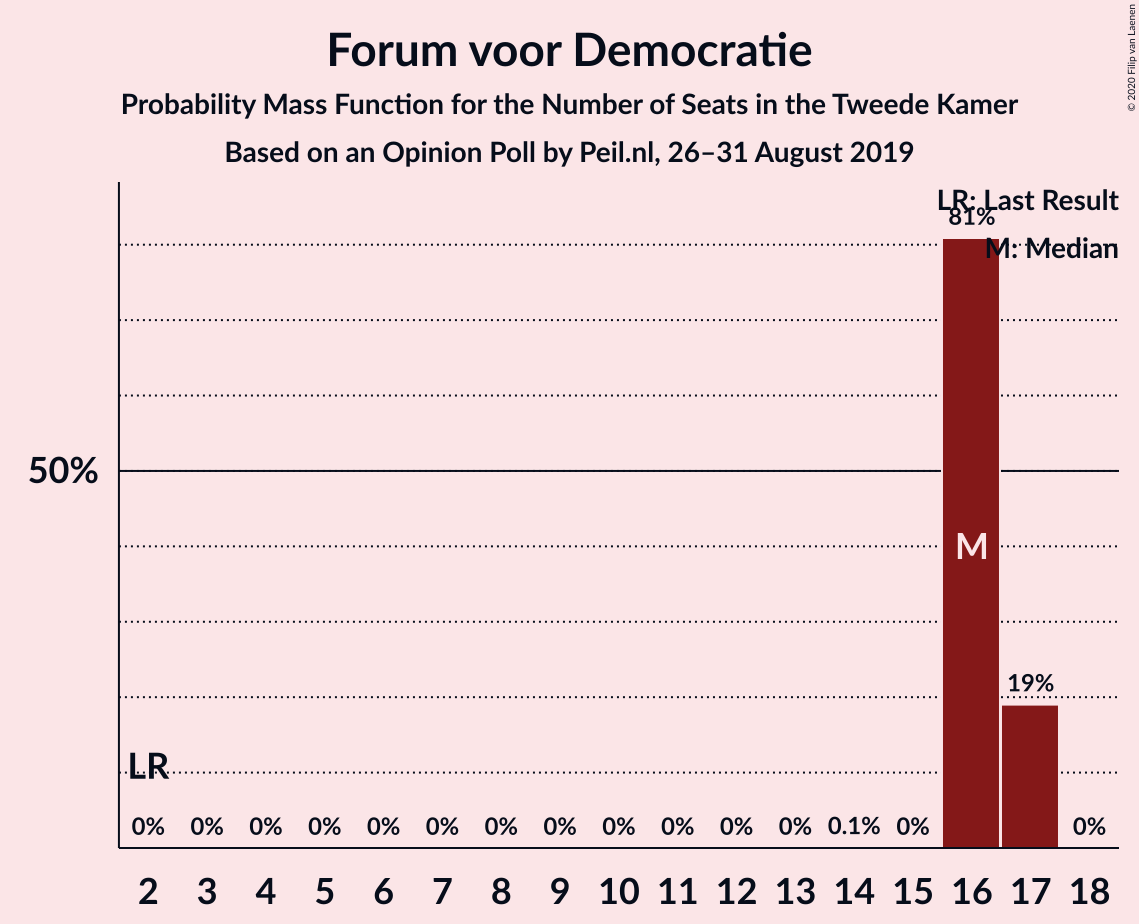 Forum voor Democratie
Probability Mass Function for the Number of Seats in the Tweede Kamer
Based on an Opinion Poll by Peil.nl, 26–31 August 2019
© 2020 Filip van Laenen
LR: Last Result
81%
M: Median
50%
M
19%
LR
0% 0% 0% 0% 0% 0% 0% 0% 0% 0% 0% 0% 0.1% 0% 0%
2 3 4 5 6 7 8 9 10 11 12 13 14 15 16 17 18